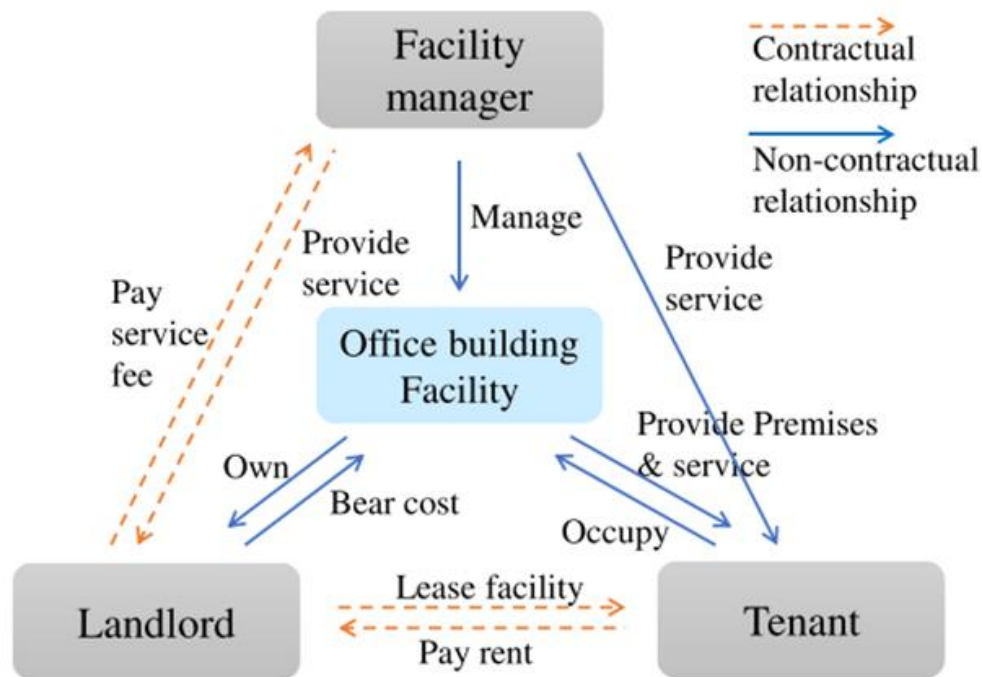 Facility
manager
Contractual
relationship
Non-contractual
relationship
Manage
Provide
service
Provide
service
Pay
service
fee
Office building
Facility
Provide Premises
& service
Own
Bear cost
Occupy
Landlord
Lease facility
Pay rent
Tenant